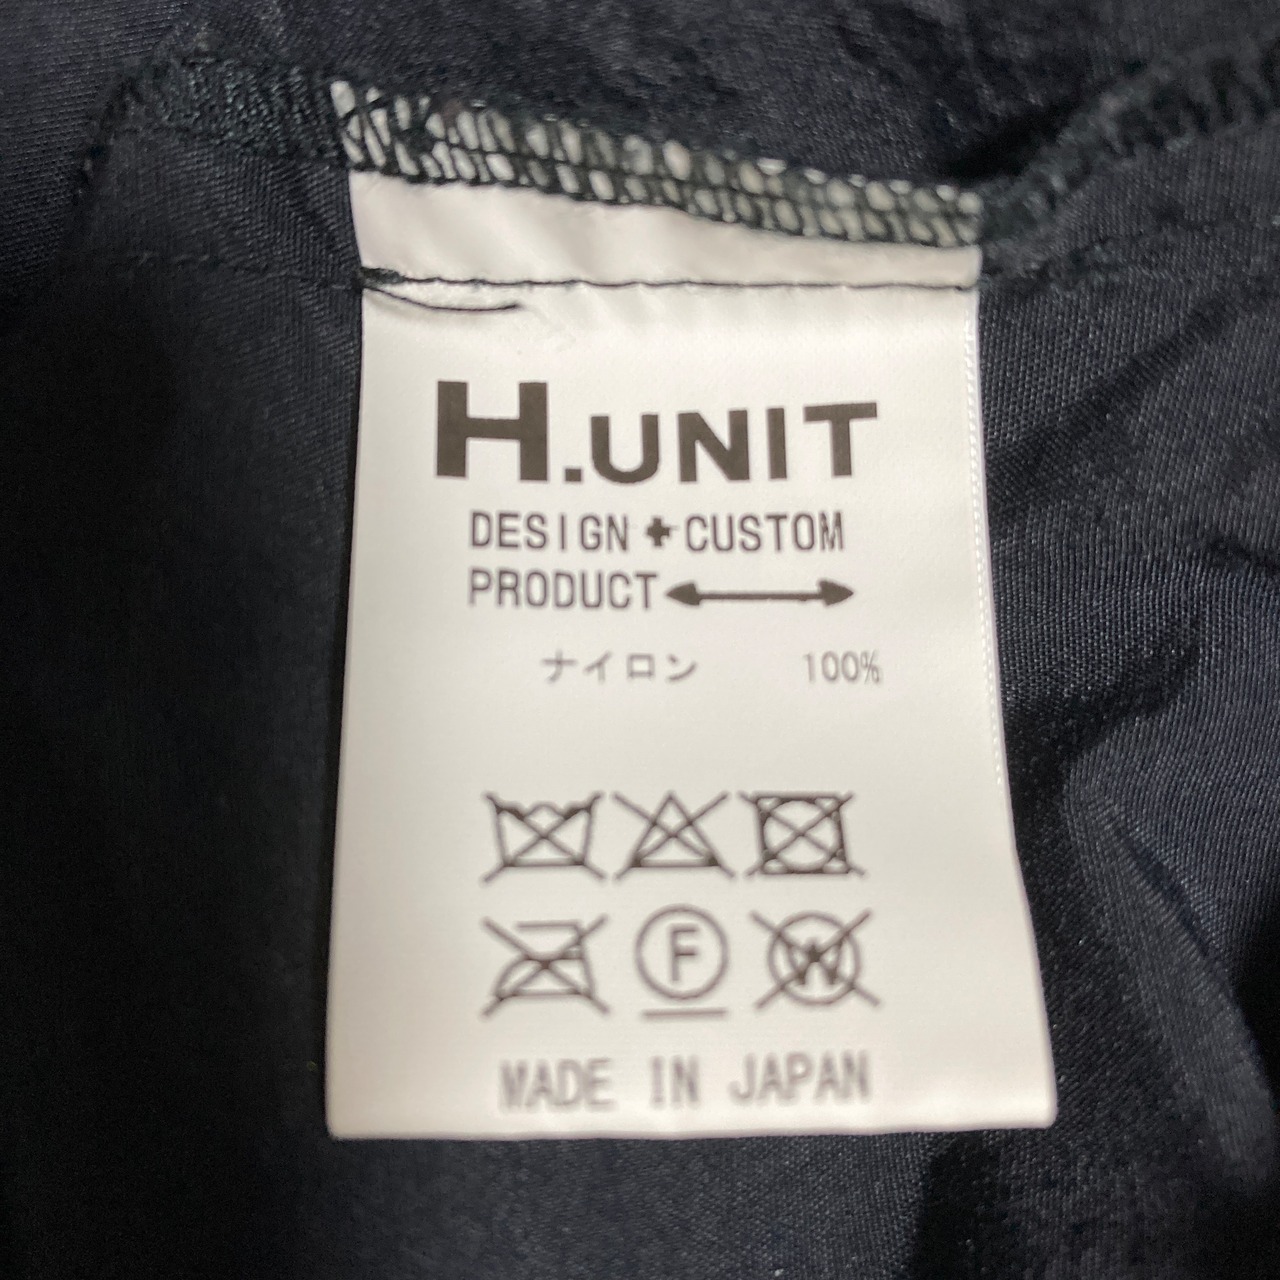 H.UNIT
DESIGN + CUSTOM
PRODUCT
ナイロン 100%
F W
MADE IN JAPAN